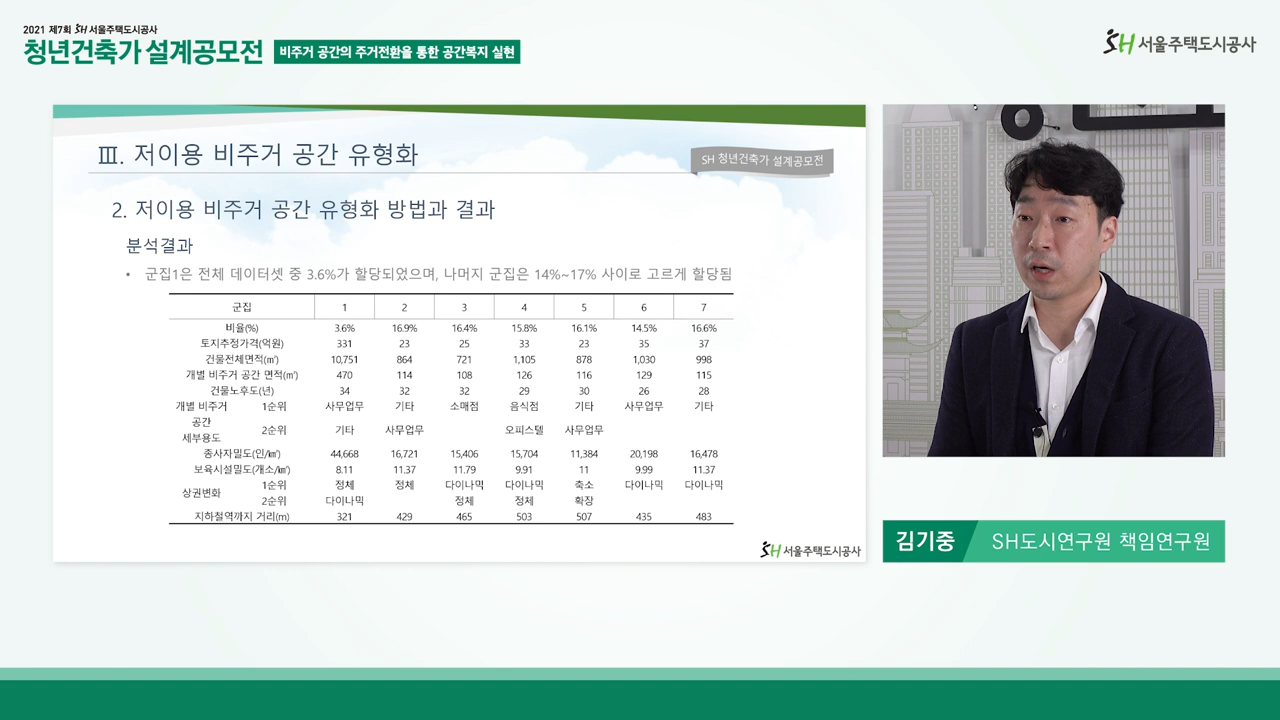 2021 제7회 SH 서울주택도시공사
청년건축가 설계공모전 비주거 공간의 주거전환을 통한 공간복지 실현
SH 서울주택도시공사
Ⅲ. 저이용 비주거 공간 유형화
SH 청년건축가 설계공모전
2. 저이용 비주거 공간 유형화 방법과 결과
분석결과
• 군집1은 전체 데이터셋 중 3.6%가 할당되었으며, 나머지 군집은 14%~17% 사이로 고르게 할당됨
군집 1 2 3 4 5 6 7
비율(%) 3.6% 16.9% 16.4% 15.8% 16.1% 14.5% 16.6%
토지추정가격(억원) 331 23 25 33 23 35 37
건물전체면적(㎡) 10,751 864 721 1,105 878 1,030 998
개별 비주거 공간 면적(㎡) 470 114 108 126 116 129 115
건물노후도(년) 34 32 32 29 30 26 28
개별 비주거 공간 세부용도 1순위 사무업무 기타 소매점 음식점 기타 사무업무 기타
2순위 기타 사무업무 오피스텔 사무업무
종사자밀도(인/㎢) 44,668 16,721 15,406 15,704 11,384 20,198 16,478
보육시설밀도(개소/㎢) 8.11 11.37 11.79 9.91 11 9.99 11.37
상권변화 1순위 정체 정체 다이나믹 다이나믹 축소 다이나믹 다이나믹
2순위 다이나믹 정체 정체 확장
지하철역까지 거리(m) 321 429 465 503 507 435 483
SH 서울주택도시공사
김기중 SH도시연구원 책임연구원